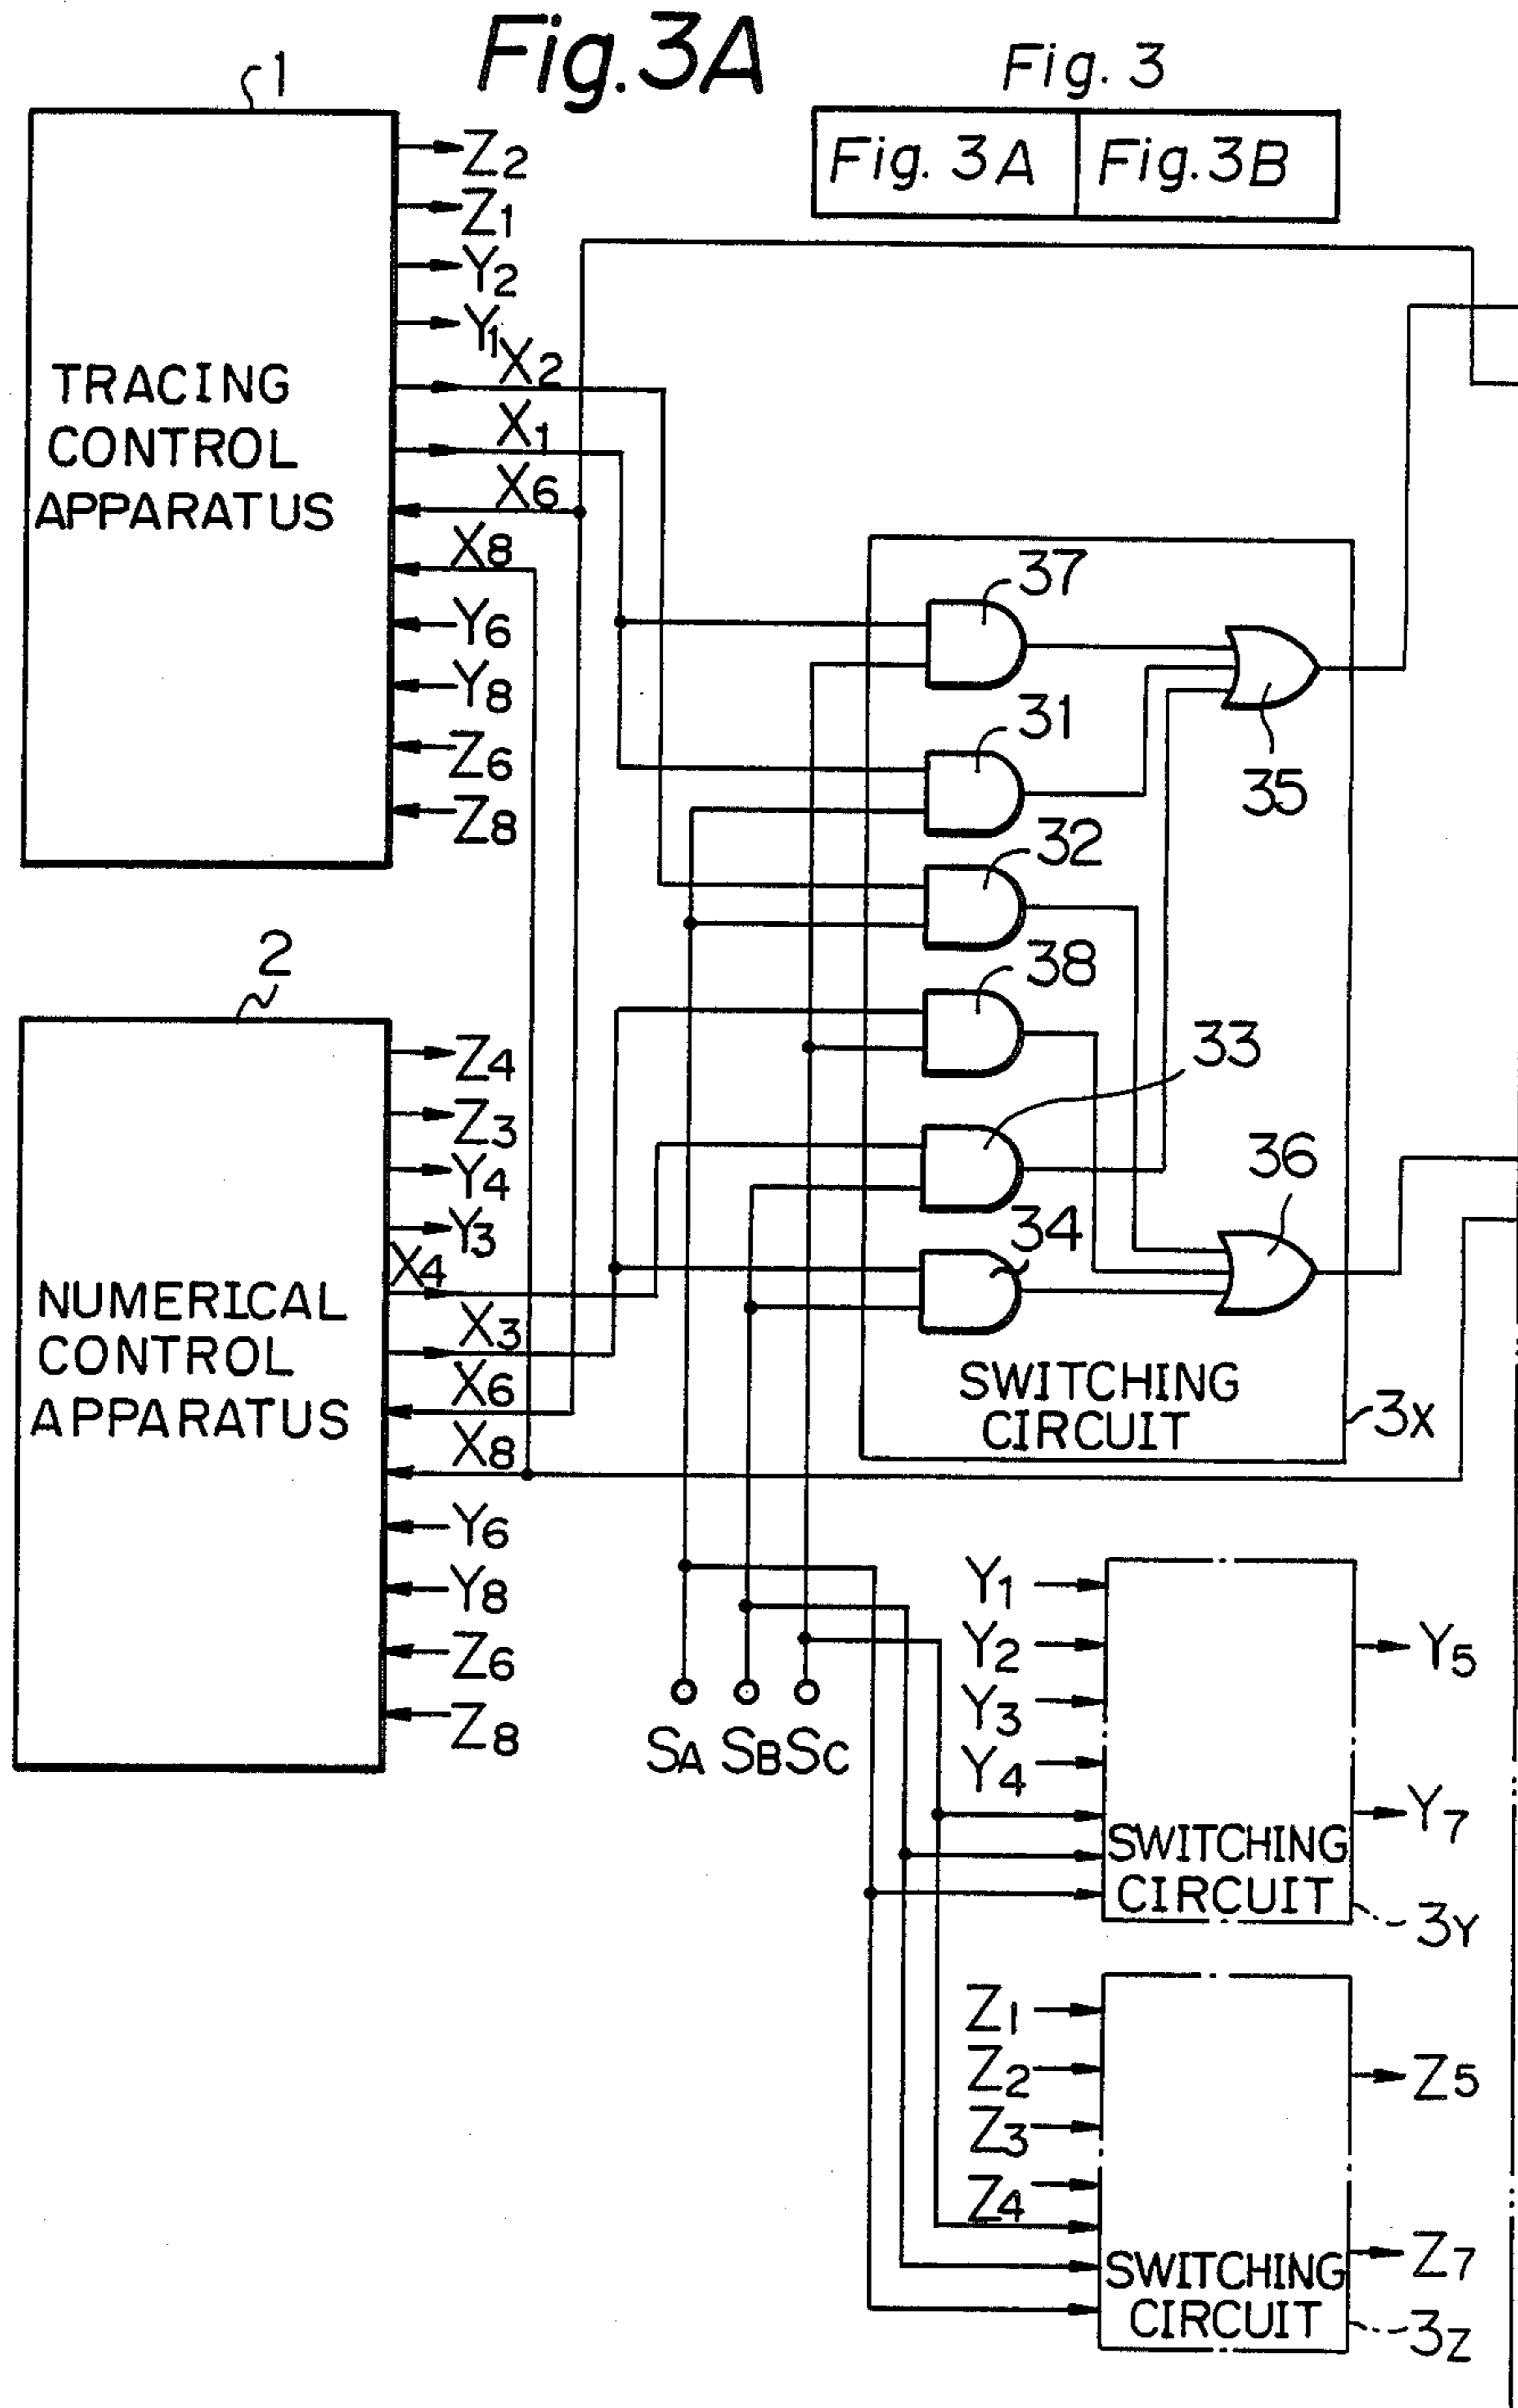 Fig.3A
Fig. 3
Fig. 3A
Fig.3B
1
Z2
Z1
Y2
Y1
X2
X1
X6
X8
Y6
Y8
Z6
Z8
TRACING
CONTROL
APPARATUS
2
Z4
Z3
Y4
Y3
X4
X3
X6
X8
Y6
Y8
Z6
Z8
NUMERICAL
CONTROL
APPARATUS
37
31
35
32
38
33
36
34
SWITCHING
CIRCUIT
3X
SA SB SC
Y1
Y2
Y3
Y4
Y5
Y7
SWITCHING
CIRCUIT
3Y
Z1
Z2
Z3
Z4
Z5
Z7
SWITCHING
CIRCUIT
3Z